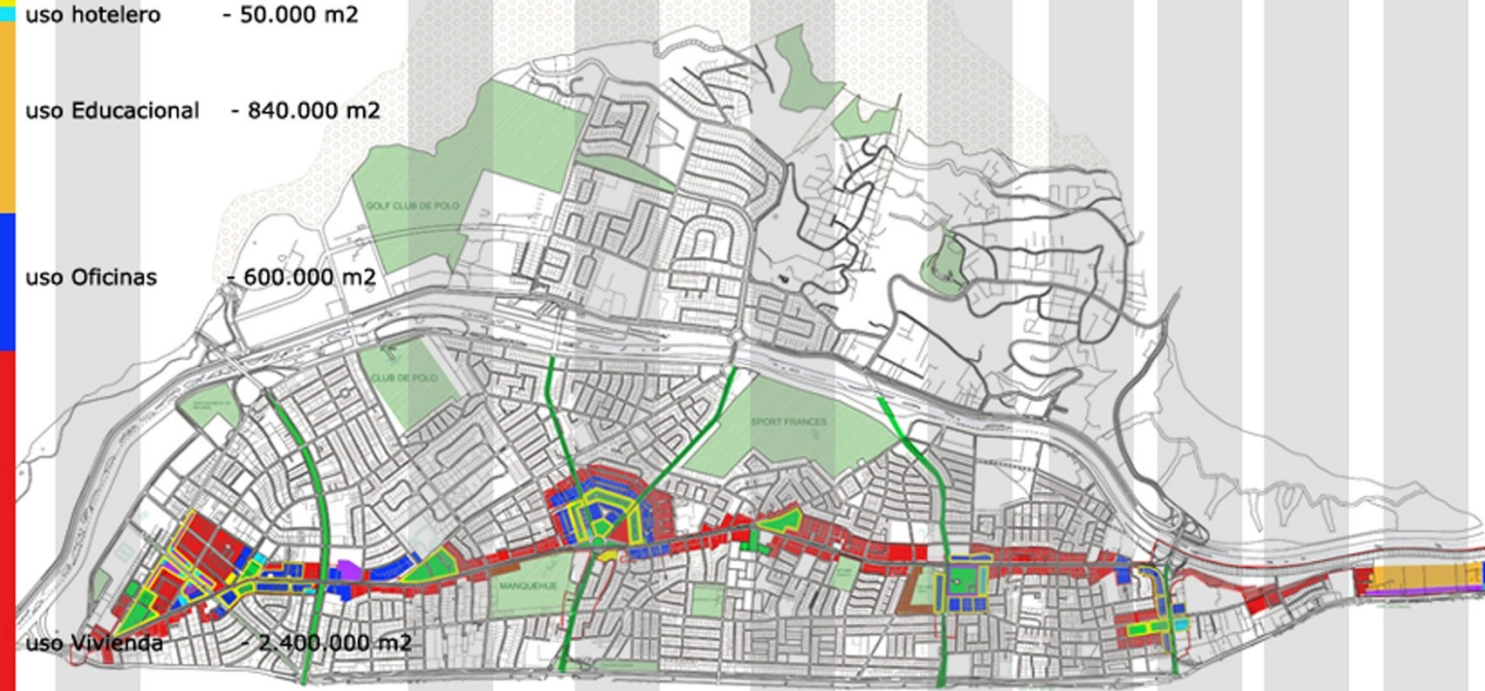 uso hotelero - 50.000 m2
uso Educacional - 840.000 m2
GOLF CLUB DE POLO
uso Oficinas - 600.000 m2
CLUB DE POLO
SPORT FRANCES
MANQUEHUE
uso Vivienda - 2.400.000 m2